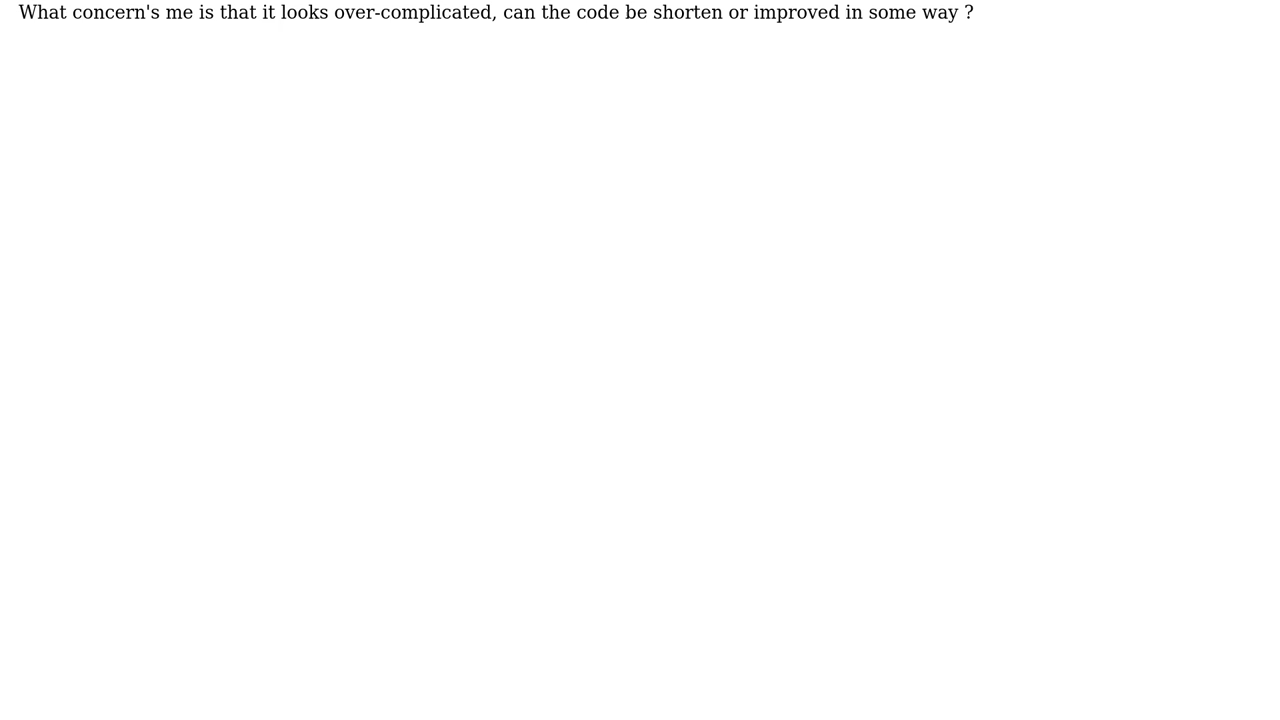 What concern's me is that it looks over-complicated, can the code be shorten or improved in some way ?